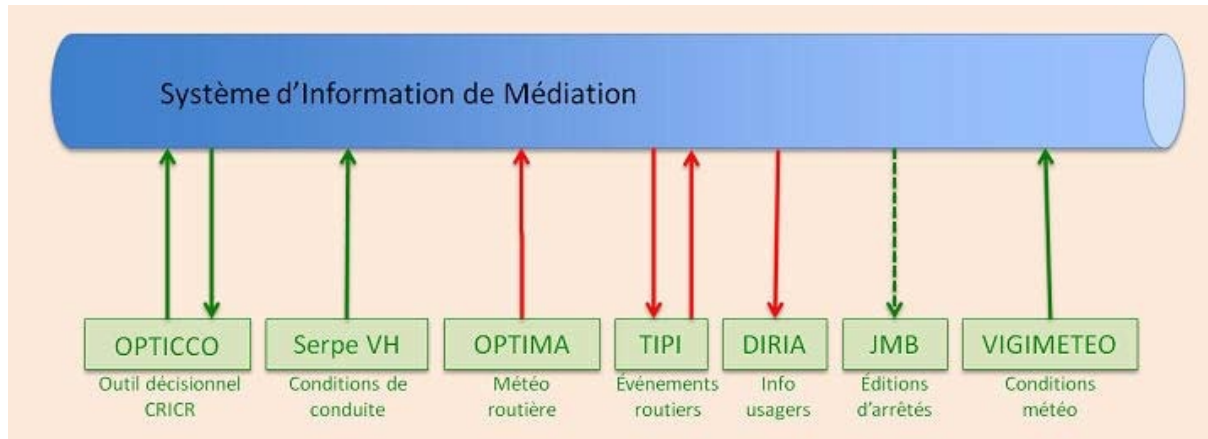 Système d'Information de Médiation
OPTICCO
Serpe VH
OPTIMA
TIPI
DIRIA
JMB
VIGIMETEO
Outil décisionnel
CRICR
Conditions de
conduite
Météo
routière
Événements
routiers
Info
usagers
Éditions
d'arrêtés
Conditions
météo